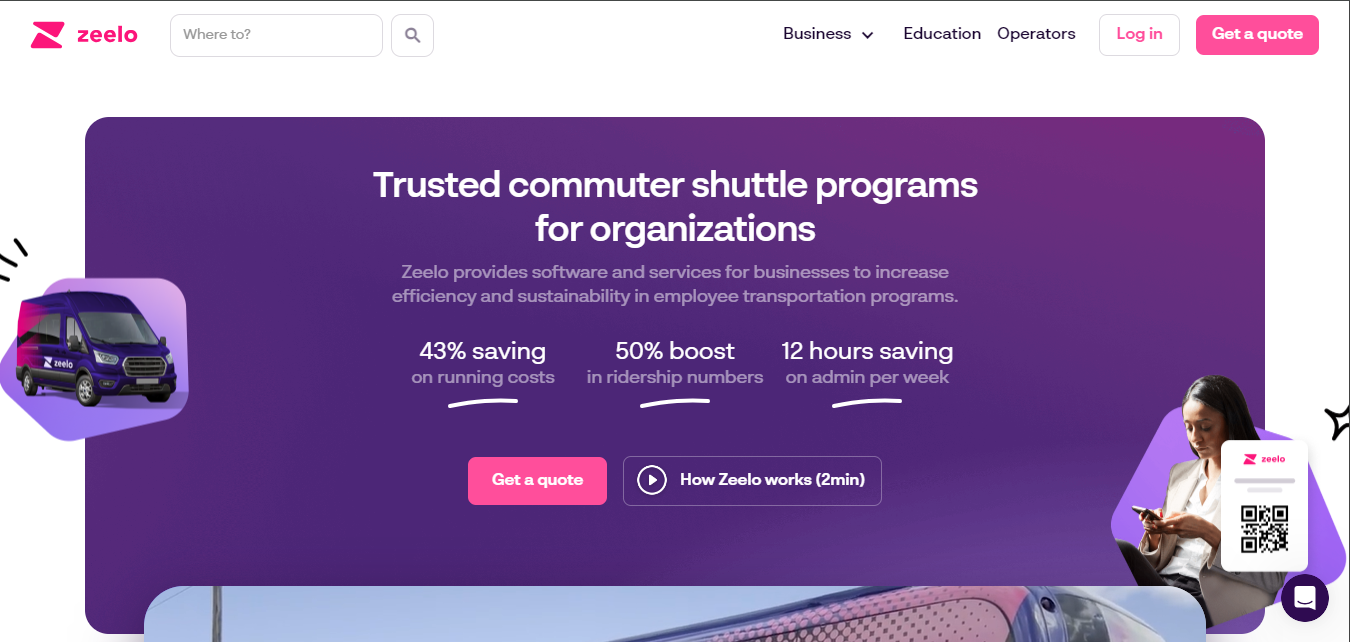 zeelo
Where to?
Business
Education
Operators
Log in
Get a quote
Trusted commuter shuttle programs
for organizations
Zeelo provides software and services for businesses to increase
efficiency and sustainability in employee transportation programs.
43% saving
on running costs
50% boost
in ridership numbers
12 hours saving
on admin per week
Get a quote
How Zeelo works (2min)
zeelo
zeelo